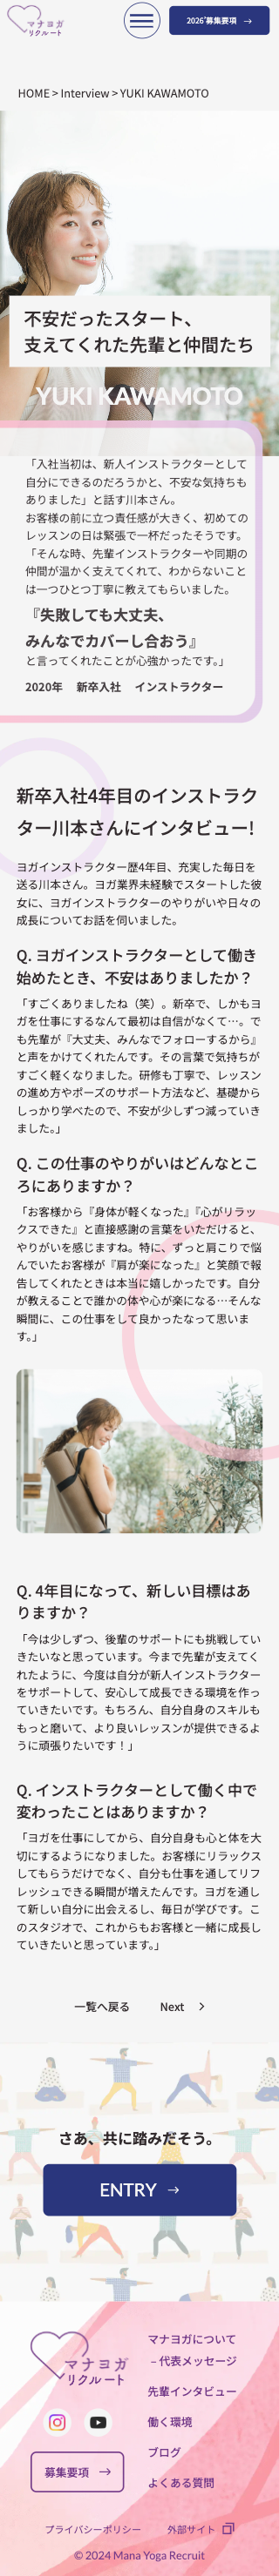 マナヨガ
リクルート
2026'募集要項 →
HOME > Interview > YUKI KAWAMOTO
不安だったスタート、
支えてくれた先輩と仲間たち
YUKI KAWAMOTO
「入社当初は、新人インストラクターとして
自分にできるのだろうかと、不安な気持ちも
ありました」と話す川本さん。
お客様の前に立つ責任感が大きく、初めての
レッスンの日は緊張で一杯だったそうです。
「そんな時、先輩インストラクターや同期の
仲間が温かく支えてくれて、わからないこと
は一つひとつ丁寧に教えてもらいました。
『失敗しても大丈夫、
みんなでカバーし合おう』
と言ってくれたことが心強かったです。」
2020年 新卒入社 インストラクター
新卒入社4年目のインストラク
ター川本さんにインタビュー!
ヨガインストラクター歴4年目、充実した毎日を
送る川本さん。ヨガ業界未経験でスタートした彼
女に、ヨガインストラクターのやりがいや日々の
成長についてお話を伺いました。
Q. ヨガインストラクターとして働き
始めたとき、不安はありましたか？
「すごくありましたね（笑）。新卒で、しかもヨ
ガを仕事にするなんて最初は自信がなくて…。で
も先輩が『大丈夫、みんなでフォローするから』
と声をかけてくれたんです。その言葉で気持ちが
すごく軽くなりました。研修も丁寧で、レッスン
の進め方やポーズのサポート方法など、基礎から
しっかり学べたので、不安が少しずつ減っていき
ました。」
Q. この仕事のやりがいはどんなとこ
ろにありますか？
「お客様から『身体が軽くなった』『心がリラッ
クスできた』と直接感謝の言葉をいただけると、
やりがいを感じますね。特に、ずっと肩こりで悩
んでいたお客様が『肩が楽になった』と笑顔で報
告してくれたときは本当に嬉しかったです。自分
が教えることで誰かの体や心が楽になる…そんな
瞬間に、この仕事をして良かったなって思いま
す。」
Q. 4年目になって、新しい目標はあ
りますか？
「今は少しずつ、後輩のサポートにも挑戦してい
きたいなと思っています。今まで先輩が支えてく
れたように、今度は自分が新人インストラクター
をサポートして、安心して成長できる環境を作っ
ていきたいです。もちろん、自分自身のスキルも
もっと磨いて、より良いレッスンが提供できるよ
うに頑張りたいです！」
Q. インストラクターとして働く中で
変わったことはありますか？
「ヨガを仕事にしてから、自分自身も心と体を大
切にするようになりました。お客様にリラックス
してもらうだけでなく、自分も仕事を通してリフ
レッシュできる瞬間が増えたんです。ヨガを通し
て新しい自分に出会えるし、毎日が学びです。こ
のスタジオで、これからもお客様と一緒に成長し
ていきたいと思っています。」
一覧へ戻る Next >
さあ、共に踏みだそう。
ENTRY →
マナヨガ
リクルート
募集要項 →
マナヨガについて
– 代表メッセージ
先輩インタビュー
働く環境
ブログ
よくある質問
プライバシーポリシー 外部サイト
© 2024 Mana Yoga Recruit